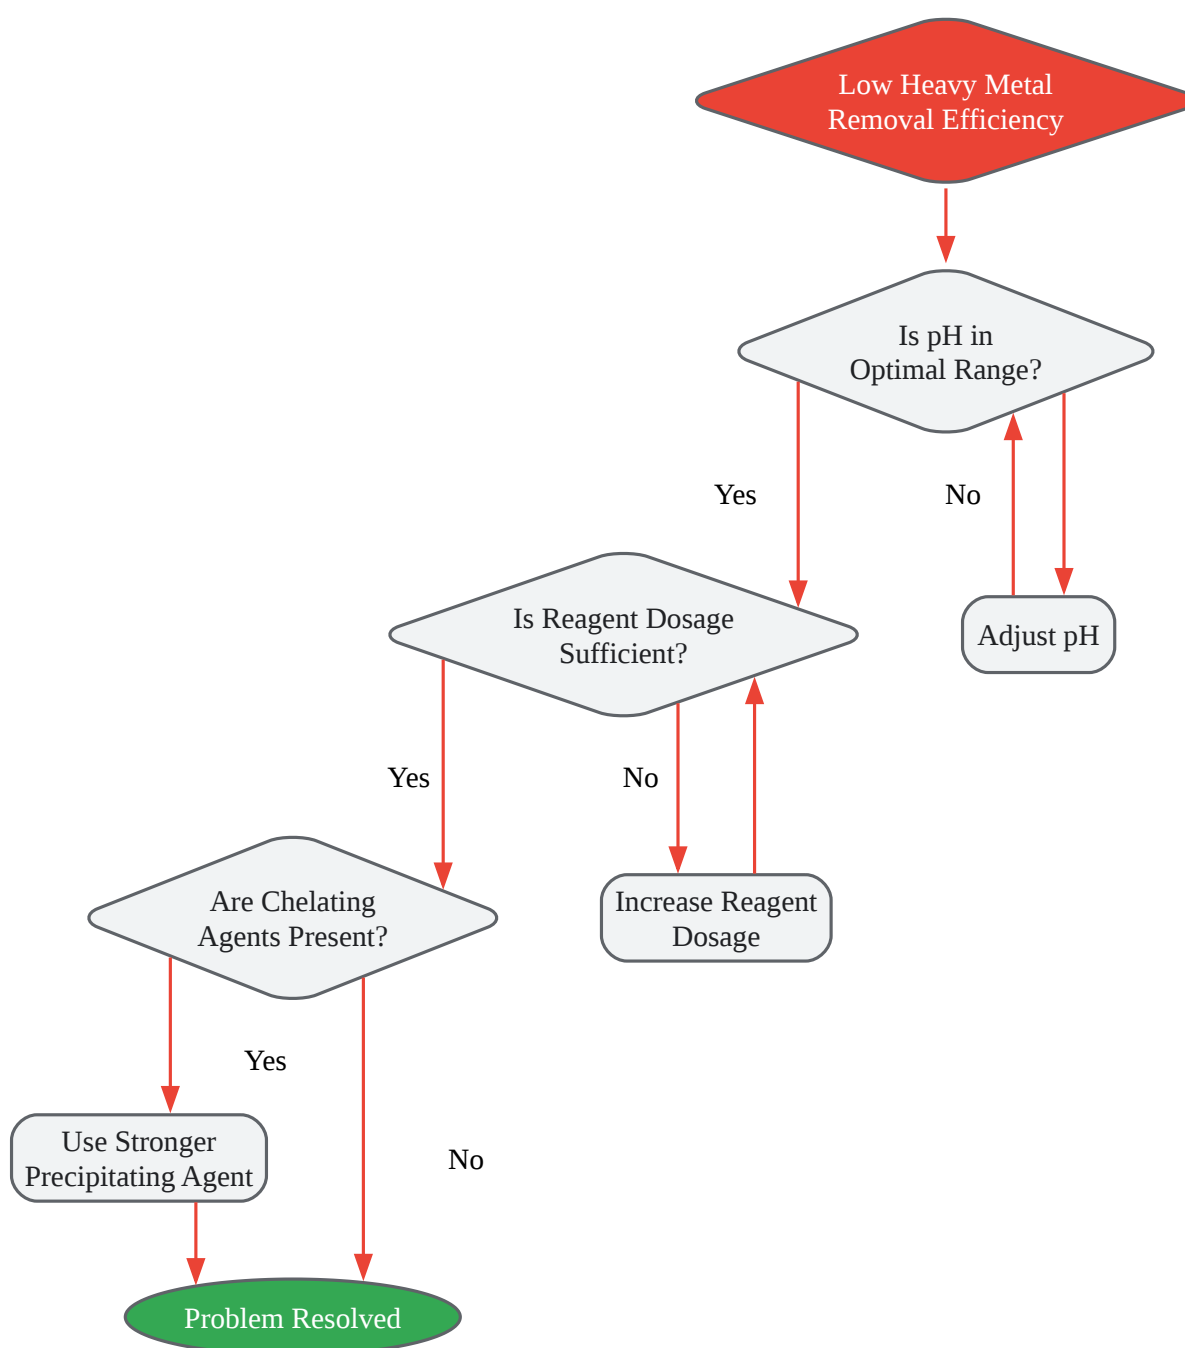 Low Heavy Metal
Removal Efficiency
Is pH in
Optimal Range?
Yes
No
Is Reagent Dosage
Sufficient?
Adjust pH
Yes
No
Are Chelating
Agents Present?
Increase Reagent
Dosage
Yes
Use Stronger
Precipitating Agent
No
Problem Resolved